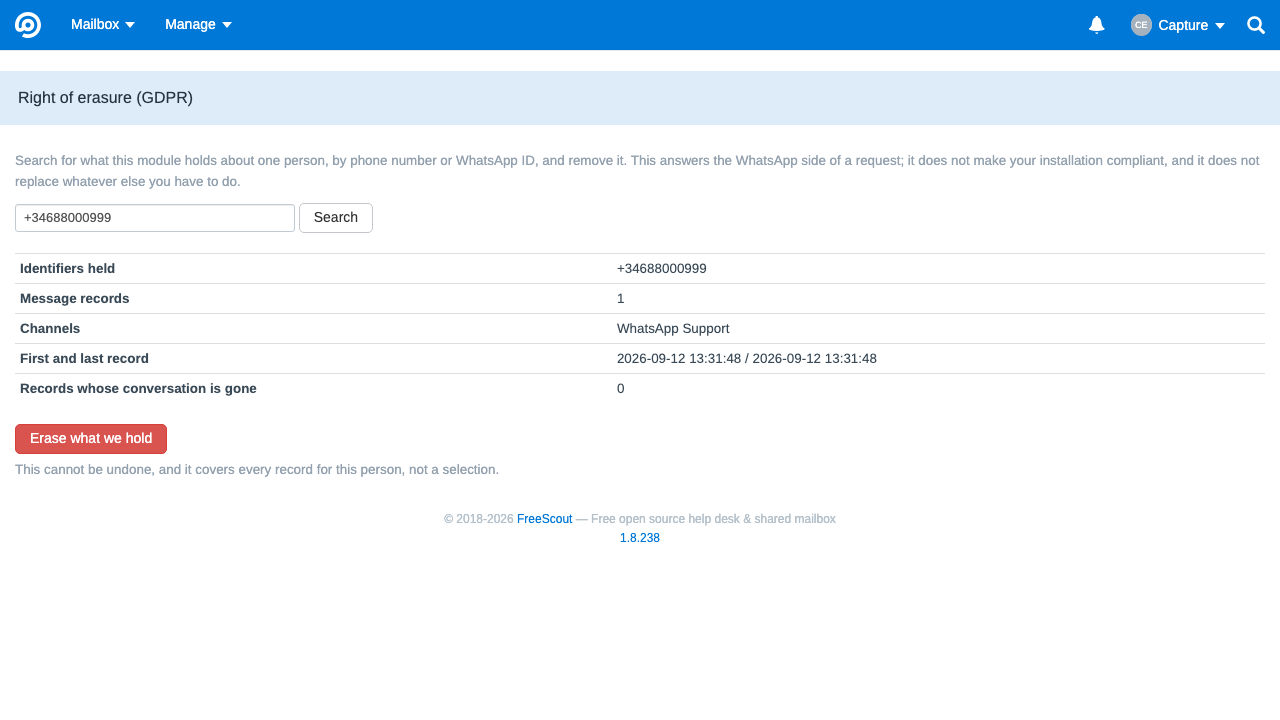 Mailbox Manage CE Capture
Right of erasure (GDPR)
Search for what this module holds about one person, by phone number or WhatsApp ID, and remove it. This answers the WhatsApp side of a request; it does not make your installation compliant, and it does not
replace whatever else you have to do.
+34688000999 Search
Identifiers held +34688000999
Message records 1
Channels WhatsApp Support
First and last record 2026-09-12 13:31:48 / 2026-09-12 13:31:48
Records whose conversation is gone 0
Erase what we hold
This cannot be undone, and it covers every record for this person, not a selection.
© 2018-2026 FreeScout — Free open source help desk & shared mailbox
1.8.238